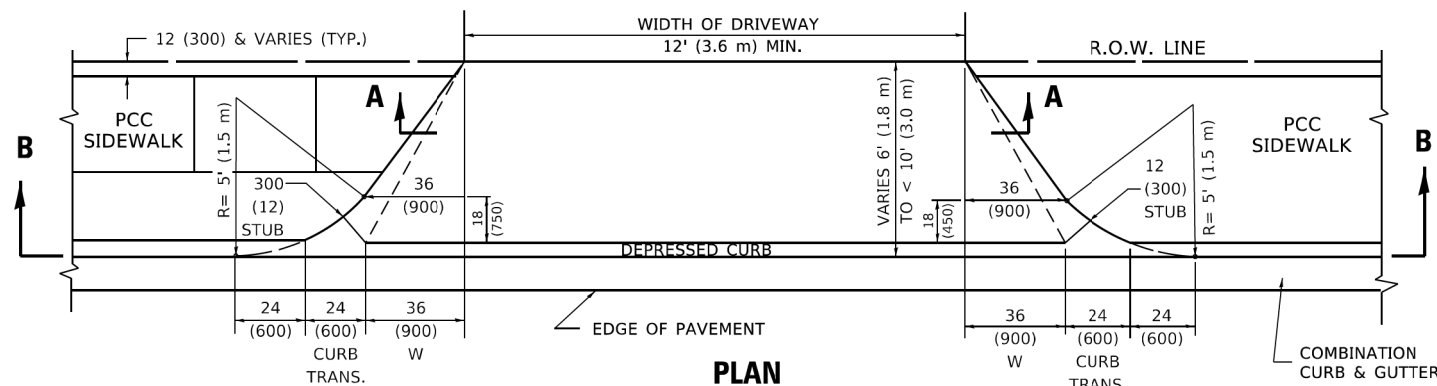 WIDTH OF DRIVEWAY
12' (3.6 m) MIN.
12 (300) & VARIES (TYP.)
R.O.W. LINE
A
A
PCC
SIDEWALK
PCC
SIDEWALK
B
B
R= 5' (1.5 m)
300
(12)
STUB
36
(900)
18
(750)
VARIES 6' (1.8 m)
TO < 10' (3.0 m)
36
(900)
18
(450)
12
(300)
STUB
R= 5' (1.5 m)
DEPRESSED CURB
24
(600)
24
(600)
CURB
TRANS.
36
(900)
W
EDGE OF PAVEMENT
36
(900)
W
24
(600)
CURB
TRANS.
24
(600)
COMBINATION
CURB & GUTTER
PLAN